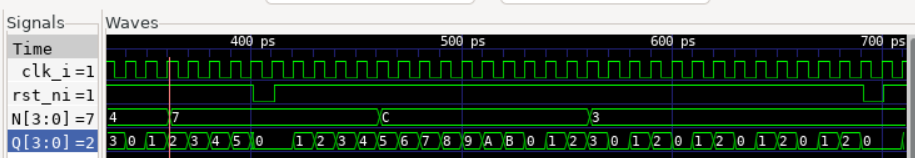 Signals Waves
Time 400 ps 500 ps 600 ps 700 ps
clk_i=1
rst_ni=1
N[3:0]=7 4 7 C 3
Q[3:0]=2 3 0 1 2 3 4 5 0 1 2 3 4 5 6 7 8 9 A B 0 1 2 3 0 1 2 0 1 2 0 1 2 0 1 2 0